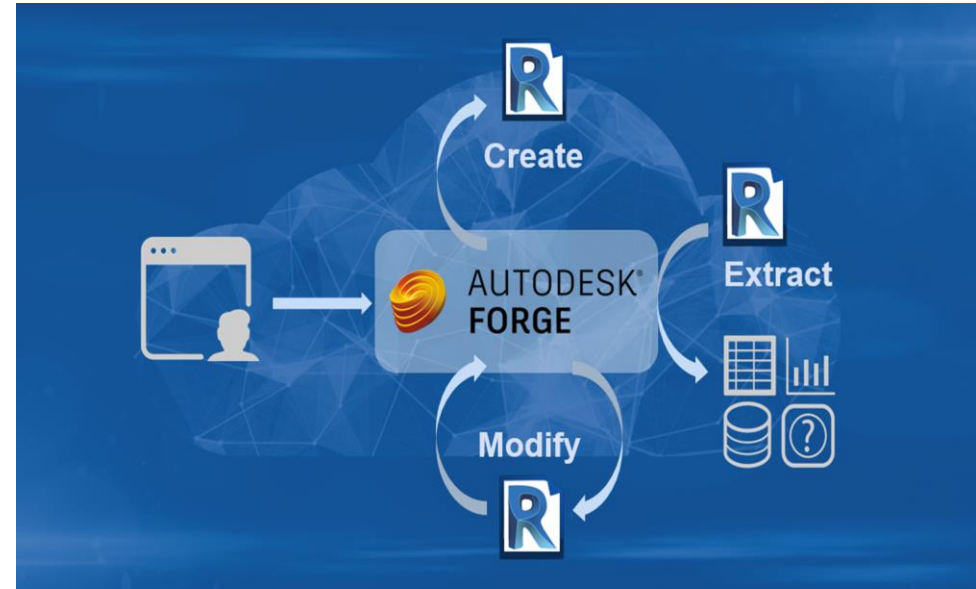 R
Create
R
Extract
AUTODESK®
FORGE
?
Modify
R